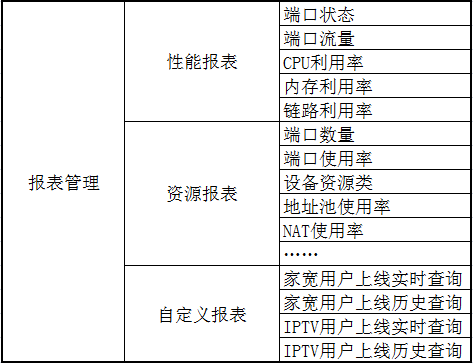 报表管理
性能报表
端口状态
端口流量
CPU利用率
内存利用率
链路利用率
资源报表
端口数量
端口使用率
设备资源类
地址池使用率
NAT使用率
……
自定义报表
家宽用户上线实时查询
家宽用户上线历史查询
IPTV用户上线实时查询
IPTV用户上线历史查询